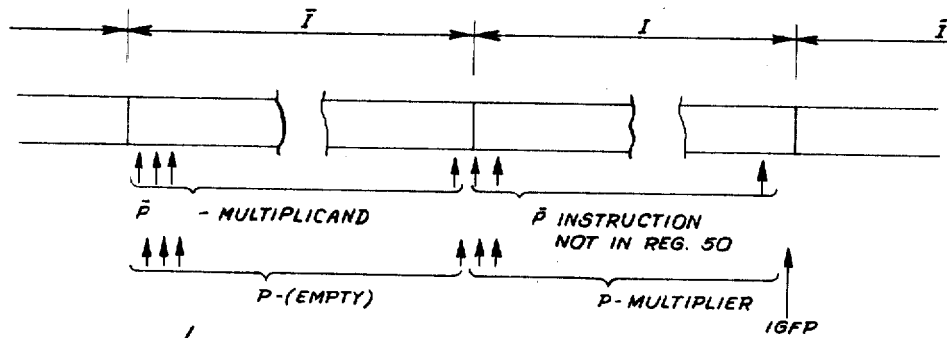 Ī I Ī
P̄ - MULTIPLICAND
P̄ INSTRUCTION
NOT IN REG. 50
P-(EMPTY)
P-MULTIPLIER
IGFP